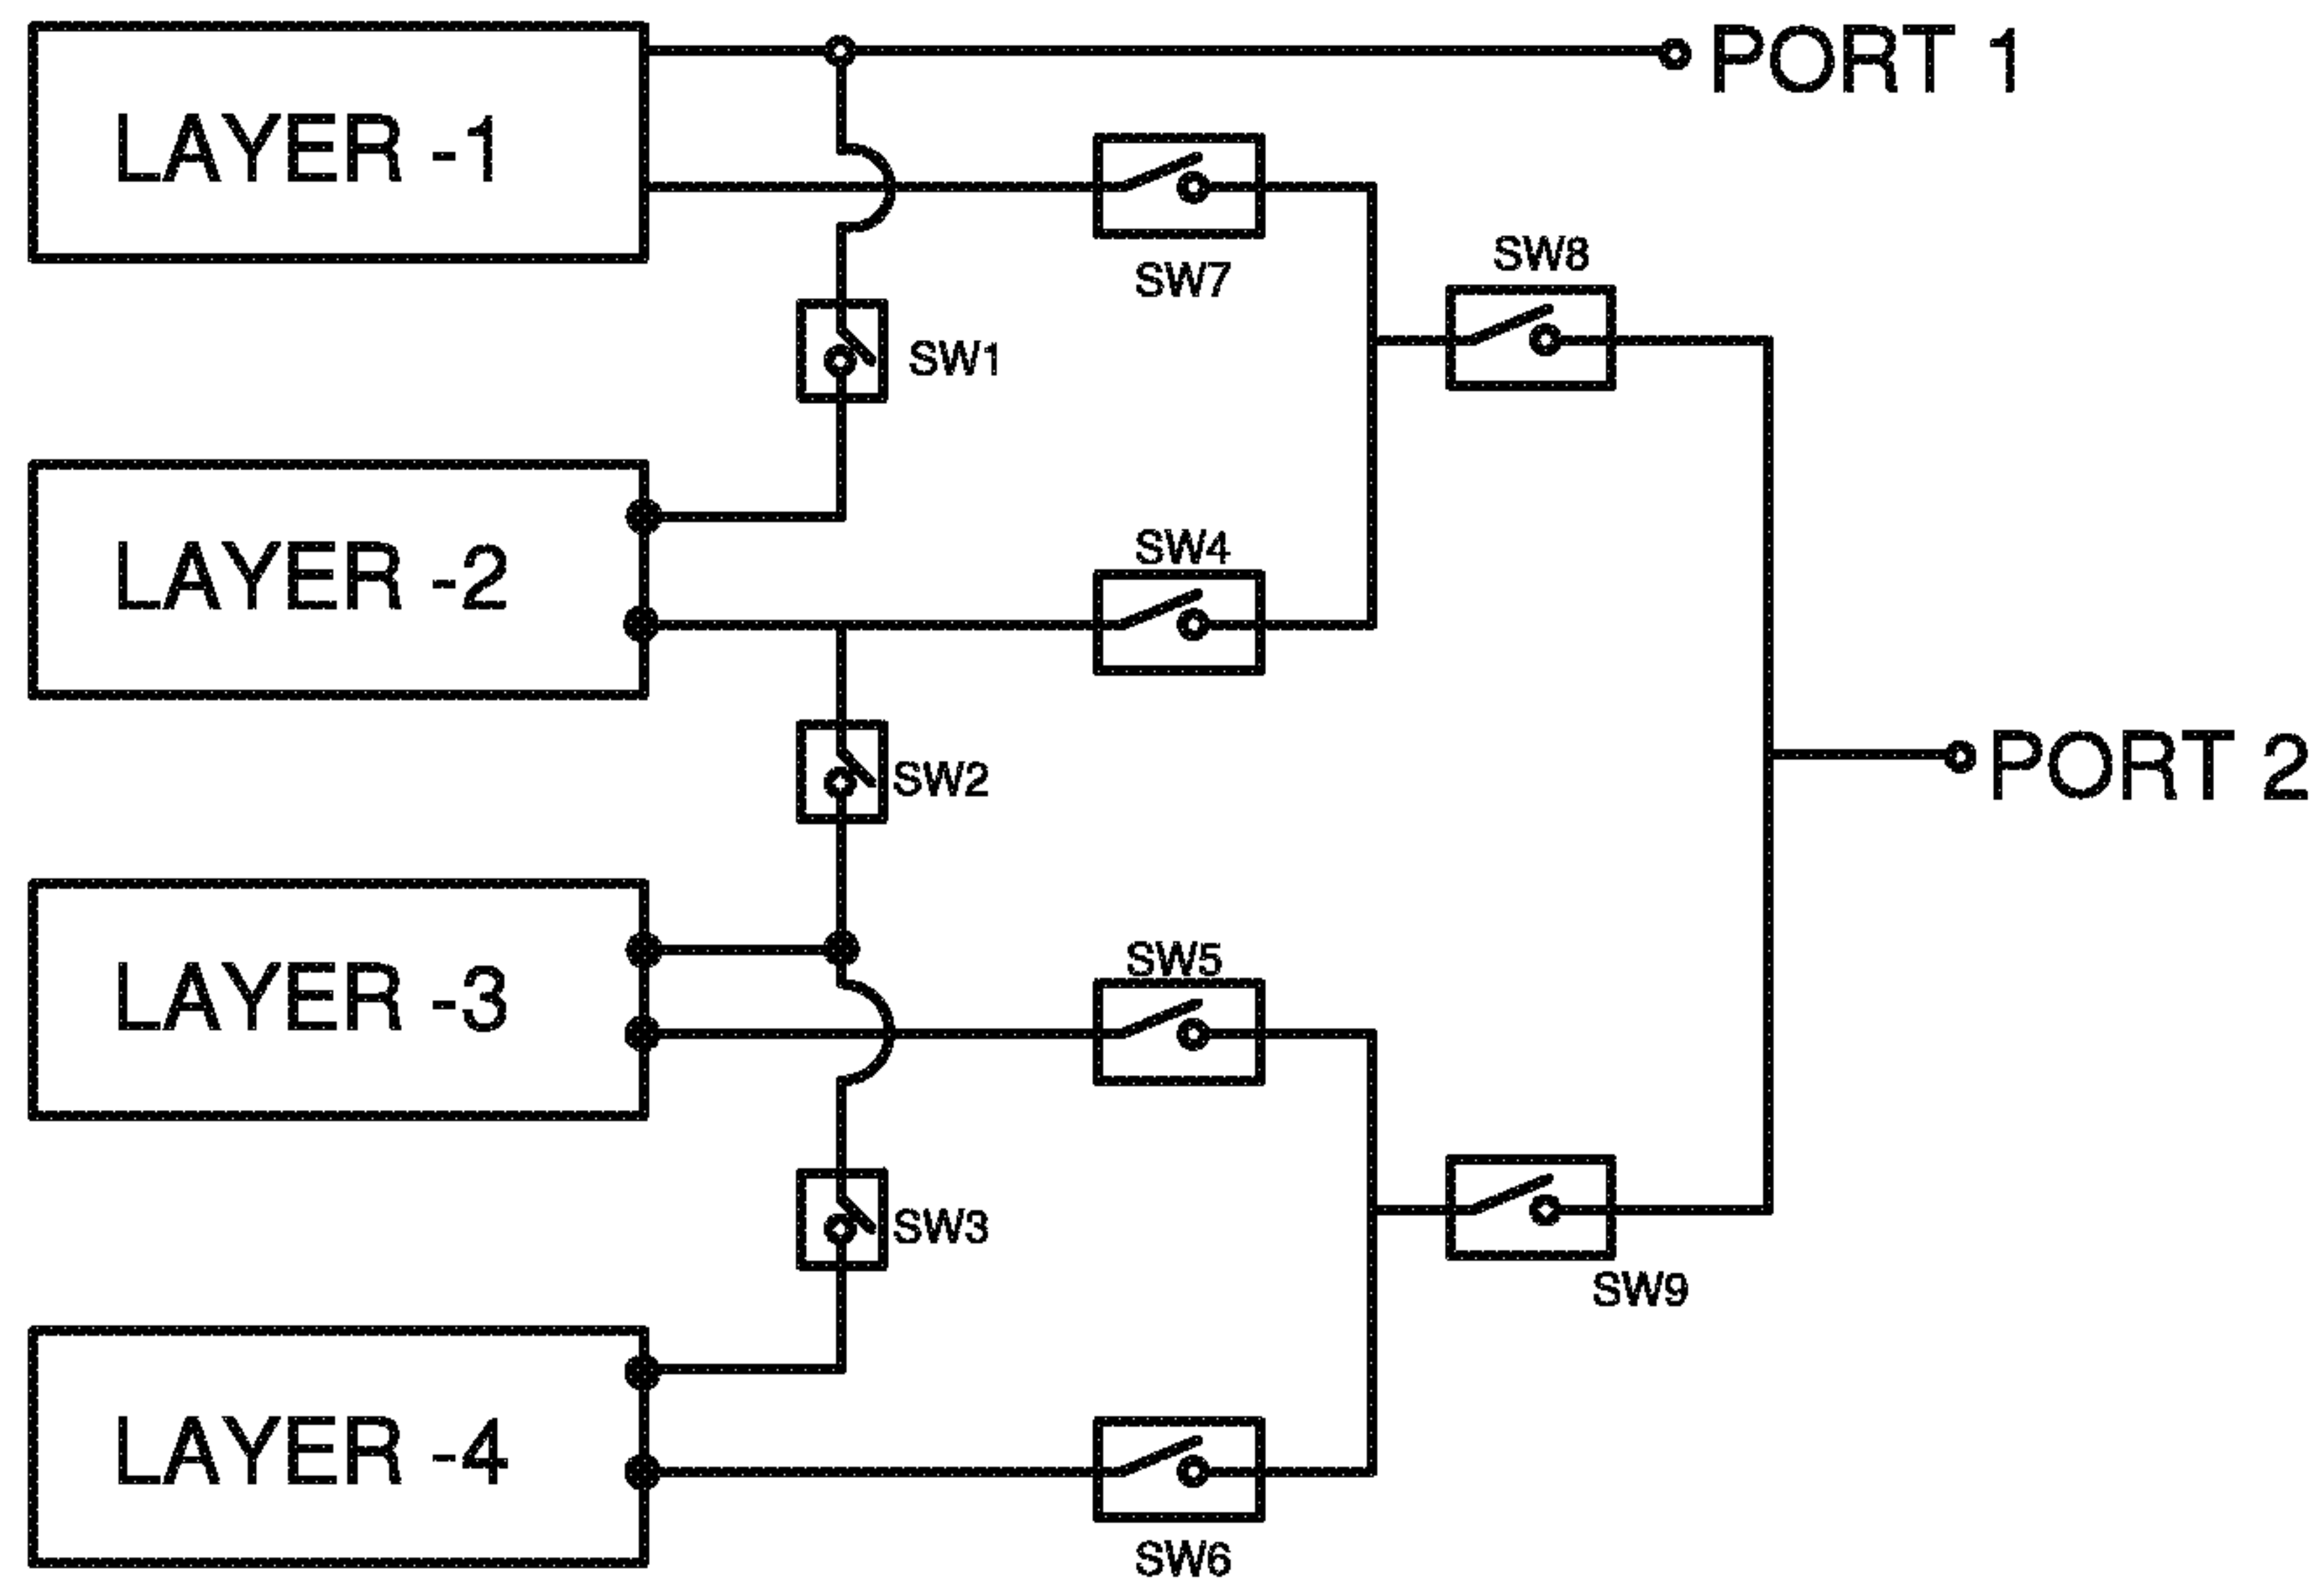 PORT 1
LAYER -1
SW7
SW8
SW1
LAYER -2
SW4
SW2
PORT 2
LAYER -3
SW5
SW3
SW9
LAYER -4
SW6